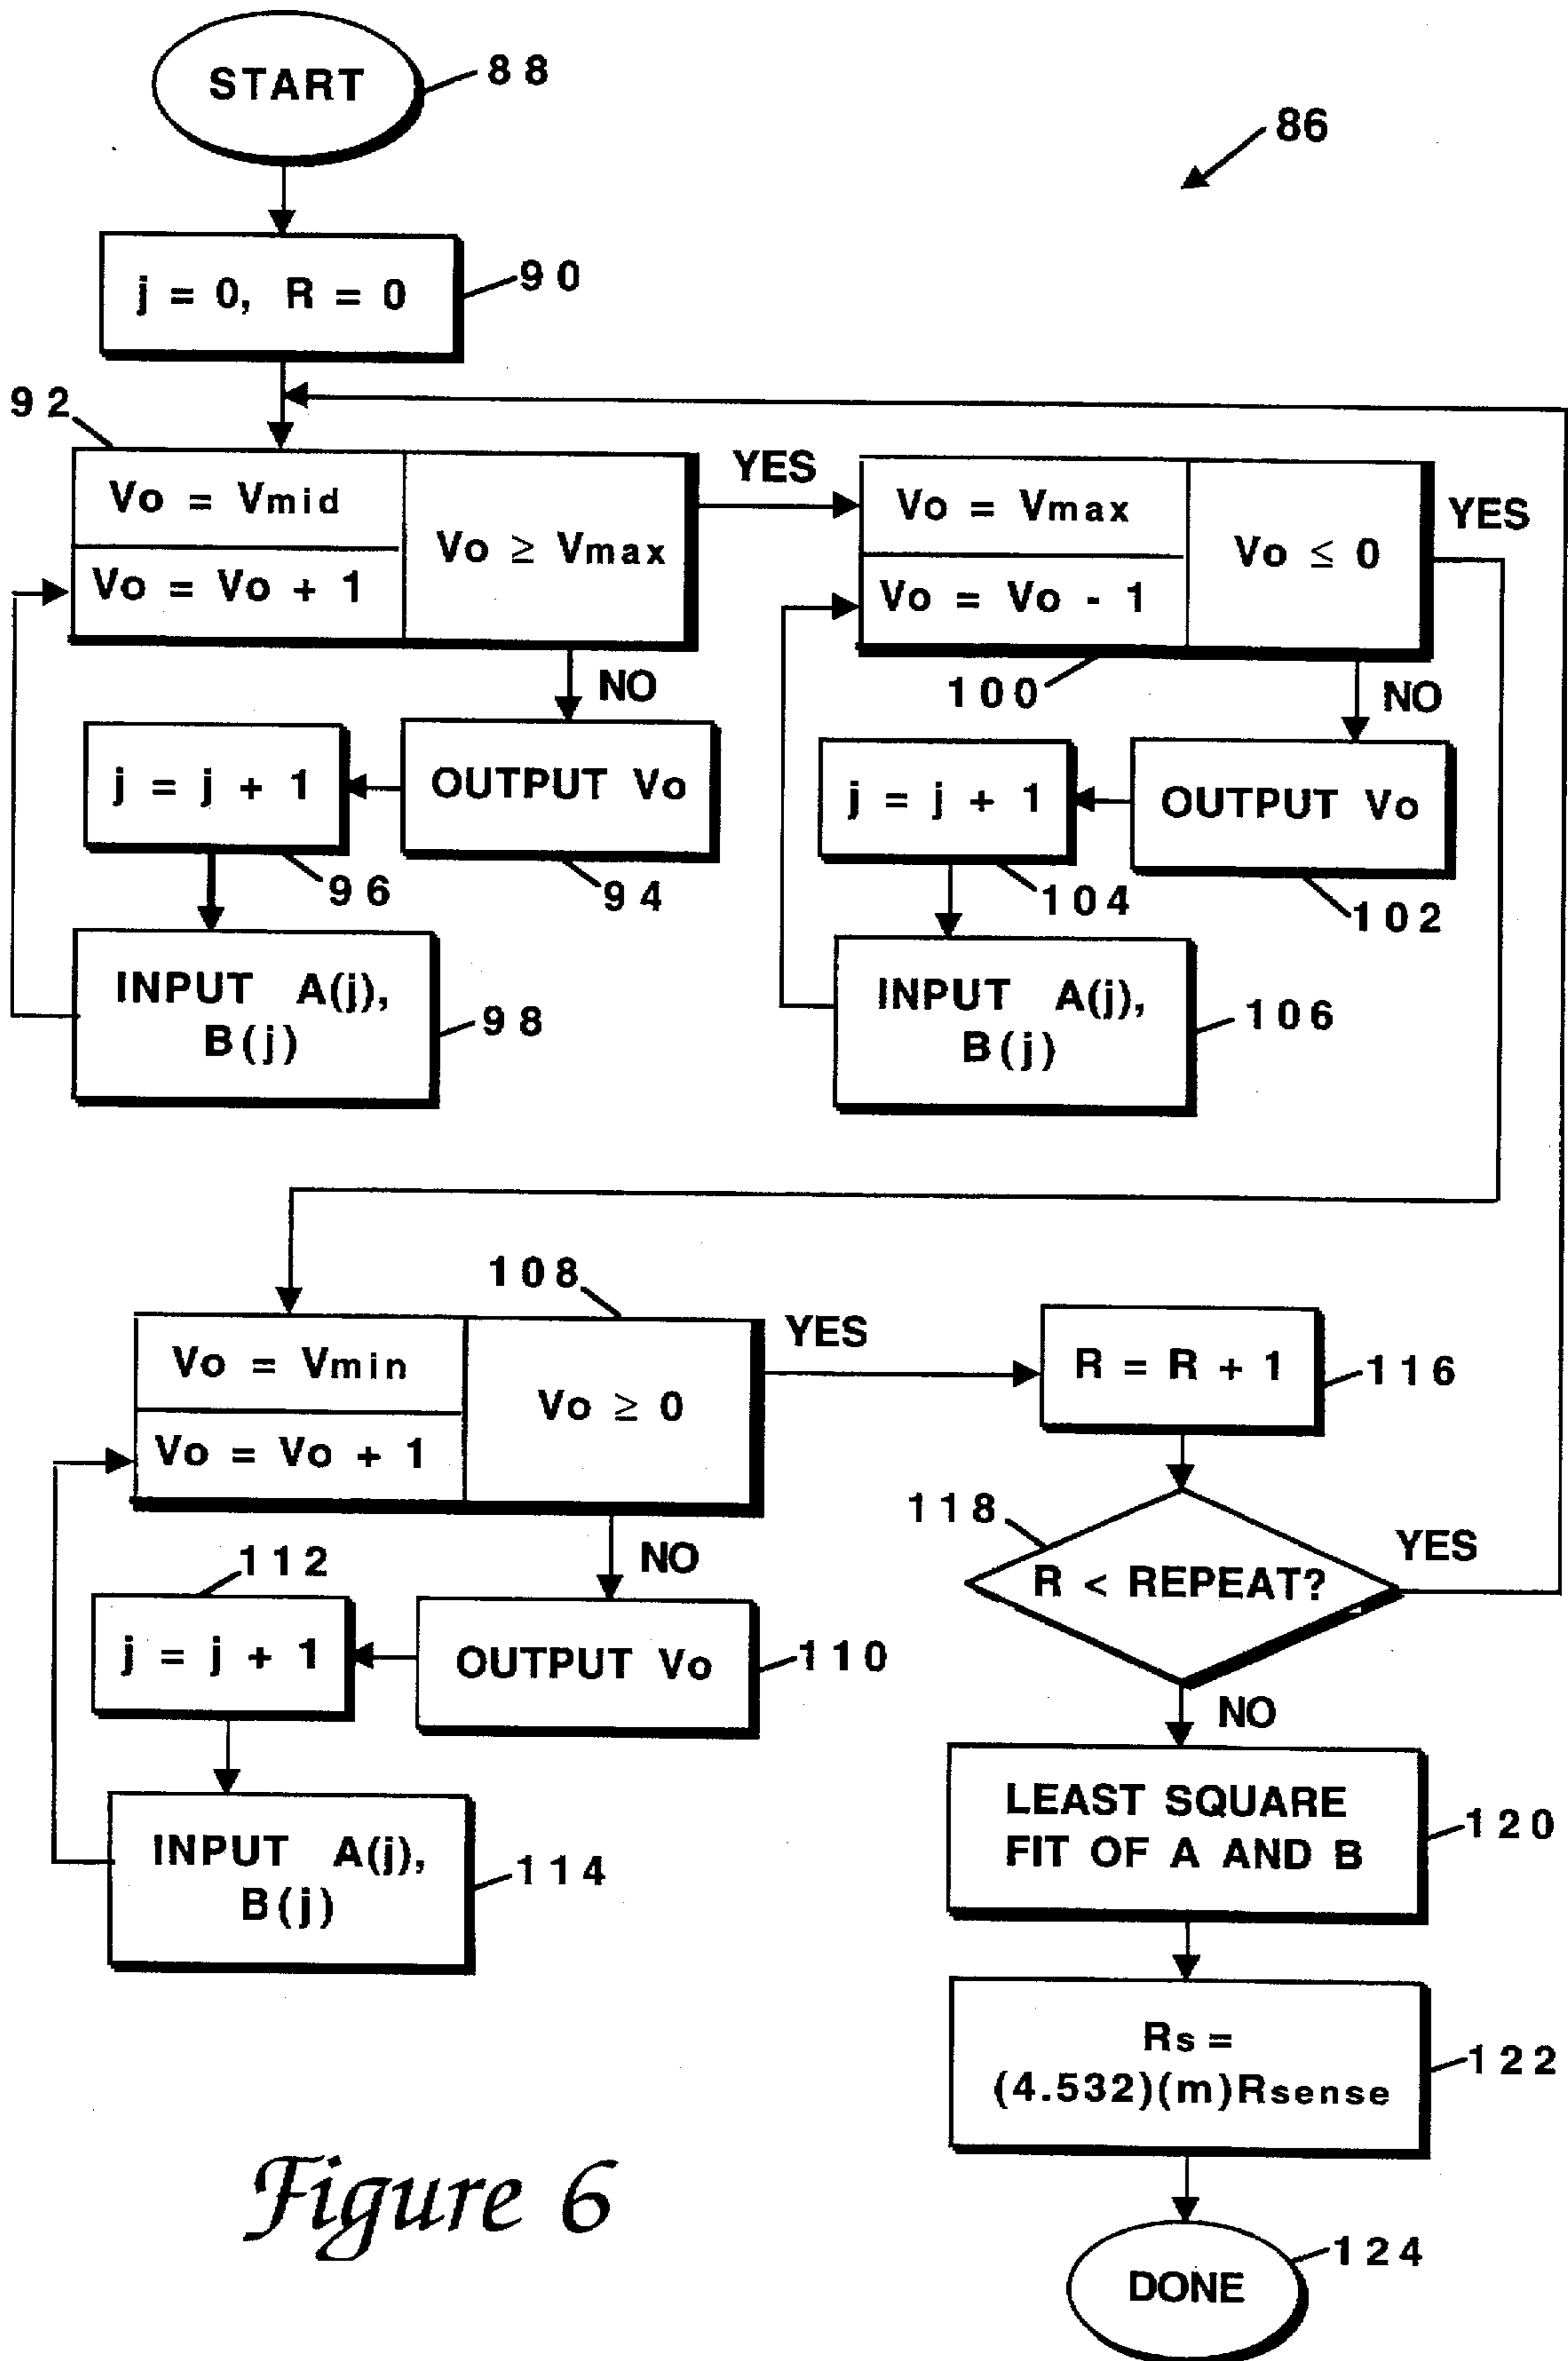 START
88
86
j = 0, R = 0
90
92
Vo = Vmid
Vo = Vo + 1
Vo ≥ Vmax
YES
NO
OUTPUT Vo
94
j = j + 1
96
INPUT A(j),
B(j)
98
Vo = Vmax
Vo = Vo - 1
Vo ≤ 0
YES
100
NO
OUTPUT Vo
102
j = j + 1
104
INPUT A(j),
B(j)
106
108
Vo = Vmin
Vo = Vo + 1
Vo ≥ 0
YES
NO
OUTPUT Vo
110
112
j = j + 1
INPUT A(j),
B(j)
114
R = R + 1
116
118
R < REPEAT?
YES
NO
LEAST SQUARE
FIT OF A AND B
120
Rs =
(4.532)(m)Rsense
122
DONE
124
Figure 6